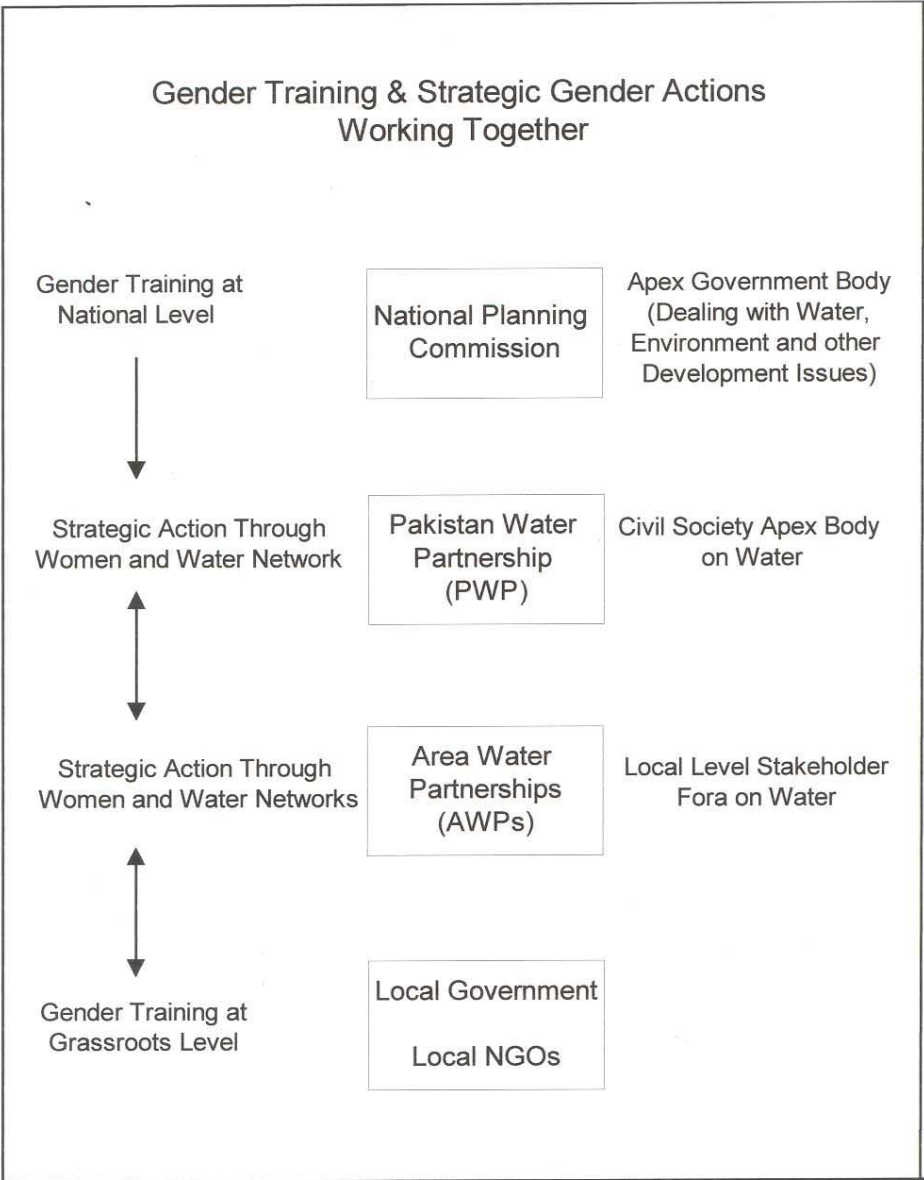 Gender Training & Strategic Gender Actions
Working Together
Gender Training at
National Level
National Planning
Commission
Apex Government Body
(Dealing with Water,
Environment and other
Development Issues)
Strategic Action Through
Women and Water Network
Pakistan Water
Partnership
(PWP)
Civil Society Apex Body
on Water
Strategic Action Through
Women and Water Networks
Area Water
Partnerships
(AWPs)
Local Level Stakeholder
Fora on Water
Gender Training at
Grassroots Level
Local Government
Local NGOs